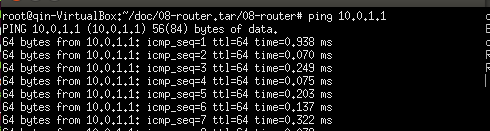 root@qin-VirtualBox:~/doc/08-router.tar/08-router# ping 10.0.1.1
PING 10.0.1.1 (10.0.1.1) 56(84) bytes of data.
64 bytes from 10.0.1.1: icmp_seq=1 ttl=64 time=0.938 ms
64 bytes from 10.0.1.1: icmp_seq=2 ttl=64 time=0.070 ms
64 bytes from 10.0.1.1: icmp_seq=3 ttl=64 time=0.249 ms
64 bytes from 10.0.1.1: icmp_seq=4 ttl=64 time=0.075 ms
64 bytes from 10.0.1.1: icmp_seq=5 ttl=64 time=0.203 ms
64 bytes from 10.0.1.1: icmp_seq=6 ttl=64 time=0.137 ms
64 bytes from 10.0.1.1: icmp_seq=7 ttl=64 time=0.322 ms